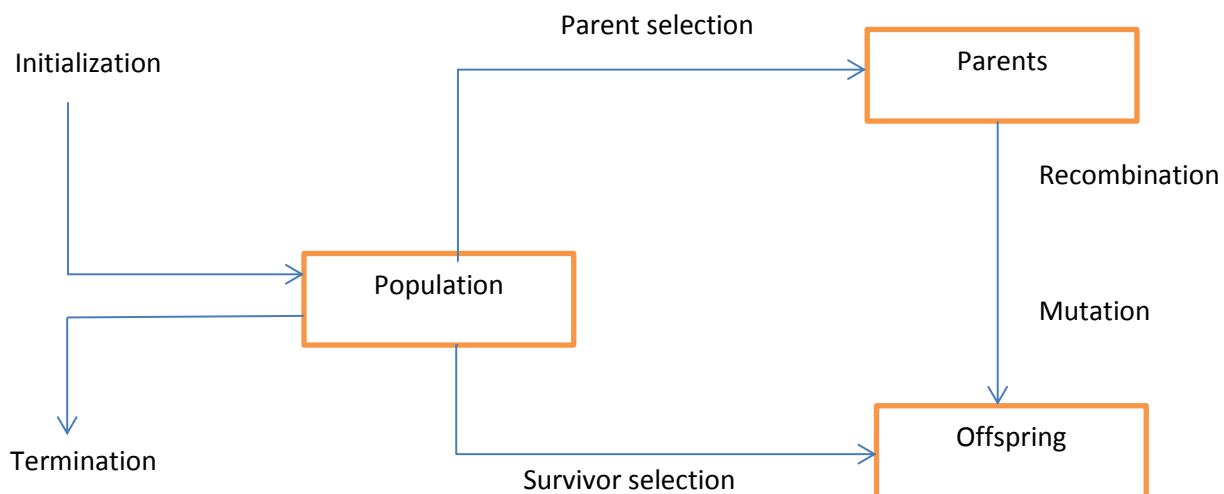 Parent selection
Initialization
Parents
Recombination
Population
Mutation
Offspring
Termination
Survivor selection